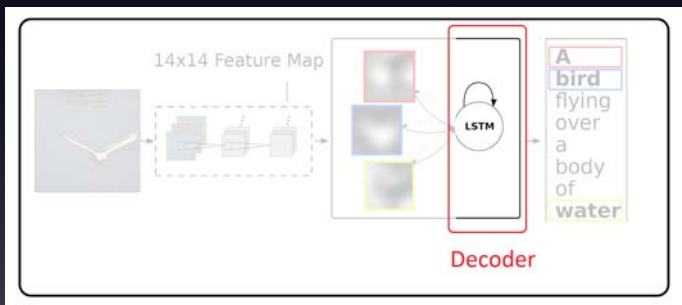 14x14 Feature Map
LSTM
A
bird
flying
over
a
body
of
water
Decoder